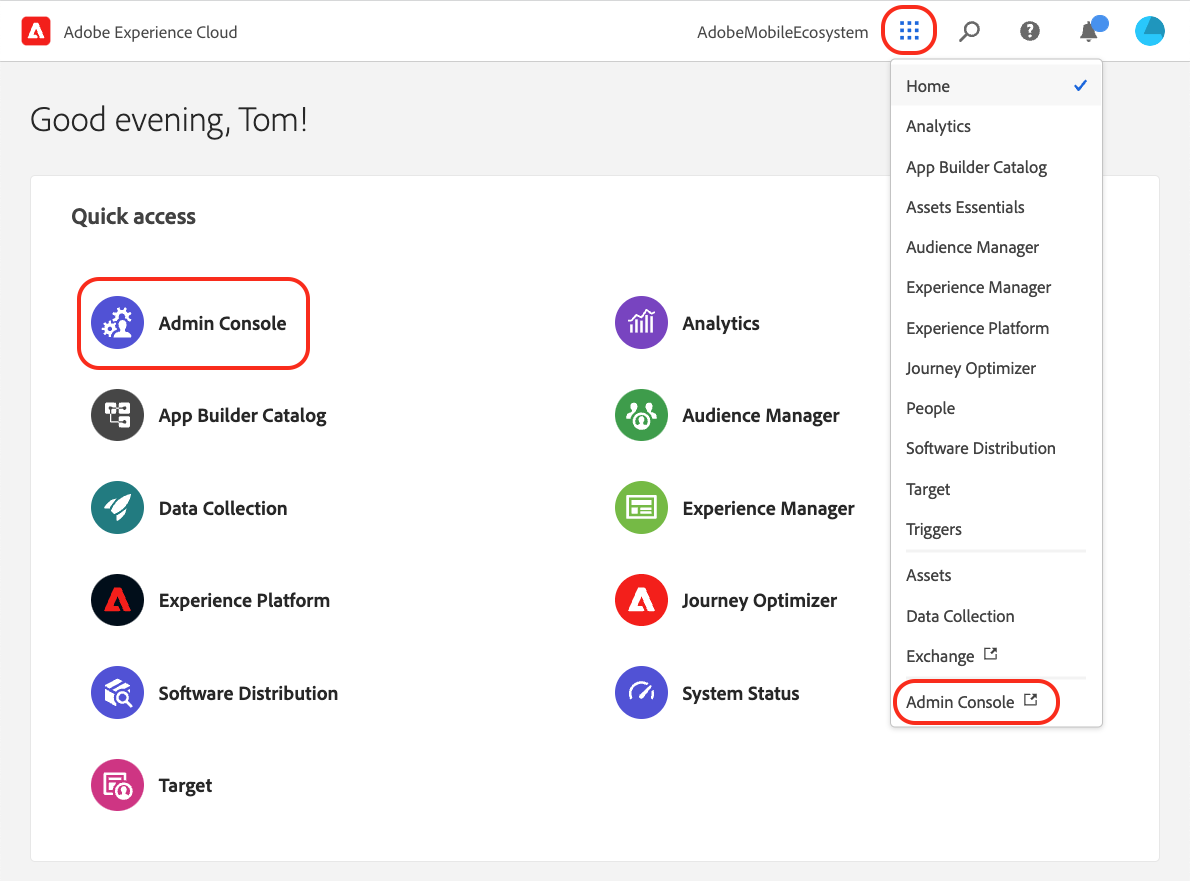 Adobe Experience Cloud
AdobeMobileEcosystem
Good evening, Tom!
Quick access
Admin Console
Analytics
App Builder Catalog
Audience Manager
Data Collection
Experience Manager
Experience Platform
Journey Optimizer
Software Distribution
System Status
Target
Home
Analytics
App Builder Catalog
Assets Essentials
Audience Manager
Experience Manager
Experience Platform
Journey Optimizer
People
Software Distribution
Target
Triggers
Assets
Data Collection
Exchange
Admin Console